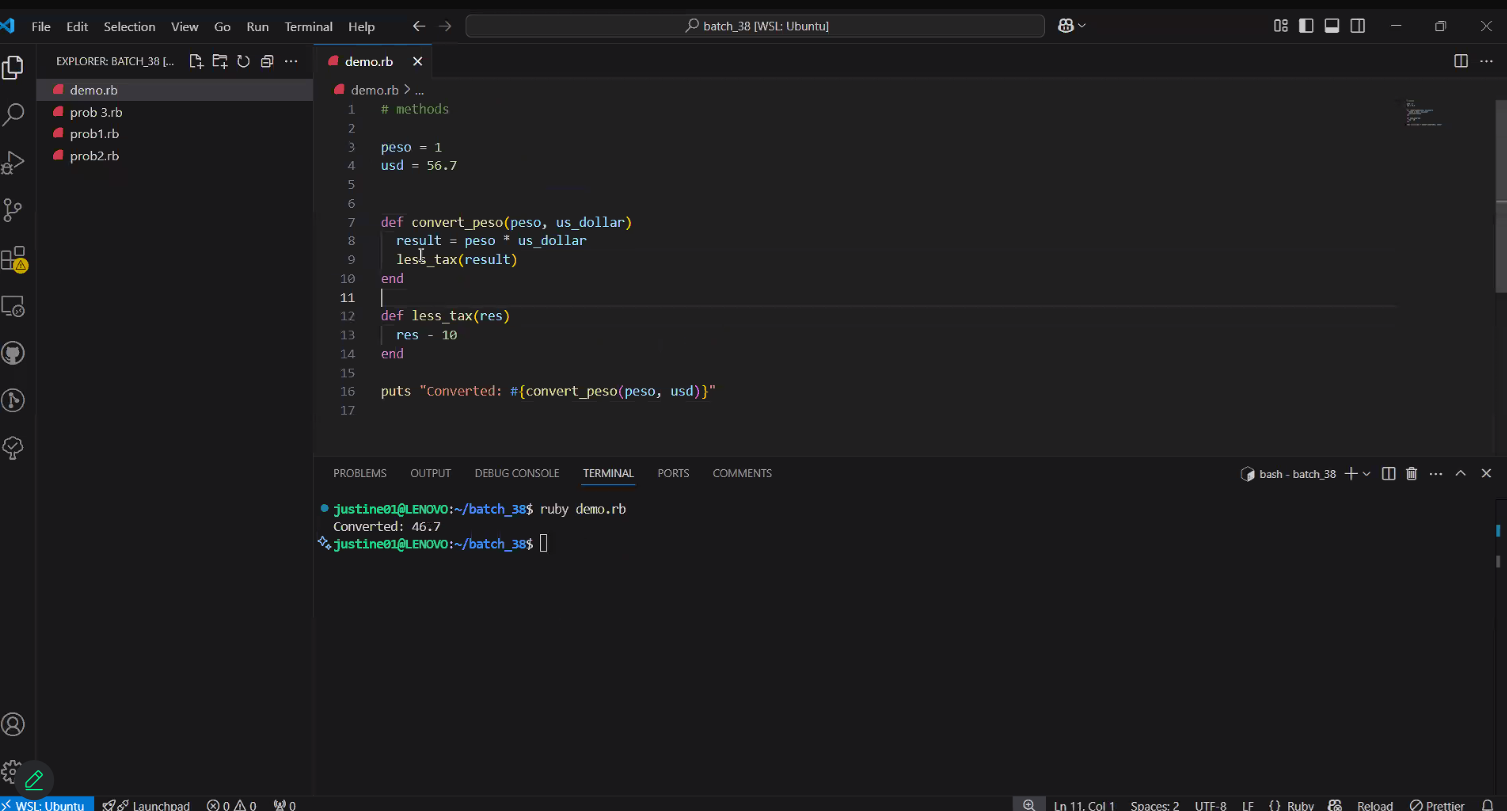 File Edit Selection View Go Run Terminal Help
batch_38 [WSL: Ubuntu]
EXPLORER: BATCH_38 [...
demo.rb
prob 3.rb
prob1.rb
prob2.rb
demo.rb
demo.rb > ...
1 # methods
2
3 peso = 1
4 usd = 56.7
5
6
7 def convert_peso(peso, us_dollar)
8 result = peso * us_dollar
9 less_tax(result)
10 end
11
12 def less_tax(res)
13 res - 10
14 end
15
16 puts "Converted: #{convert_peso(peso, usd)}"
17
PROBLEMS OUTPUT DEBUG CONSOLE TERMINAL PORTS COMMENTS
bash - batch_38
justine01@LENOVO:~/batch_38$ ruby demo.rb
Converted: 46.7
justine01@LENOVO:~/batch_38$
WSL: Ubuntu Launchpad 0 0 0 Ln 11, Col 1 Spaces: 2 UTF-8 LF {} Ruby Reload Prettier